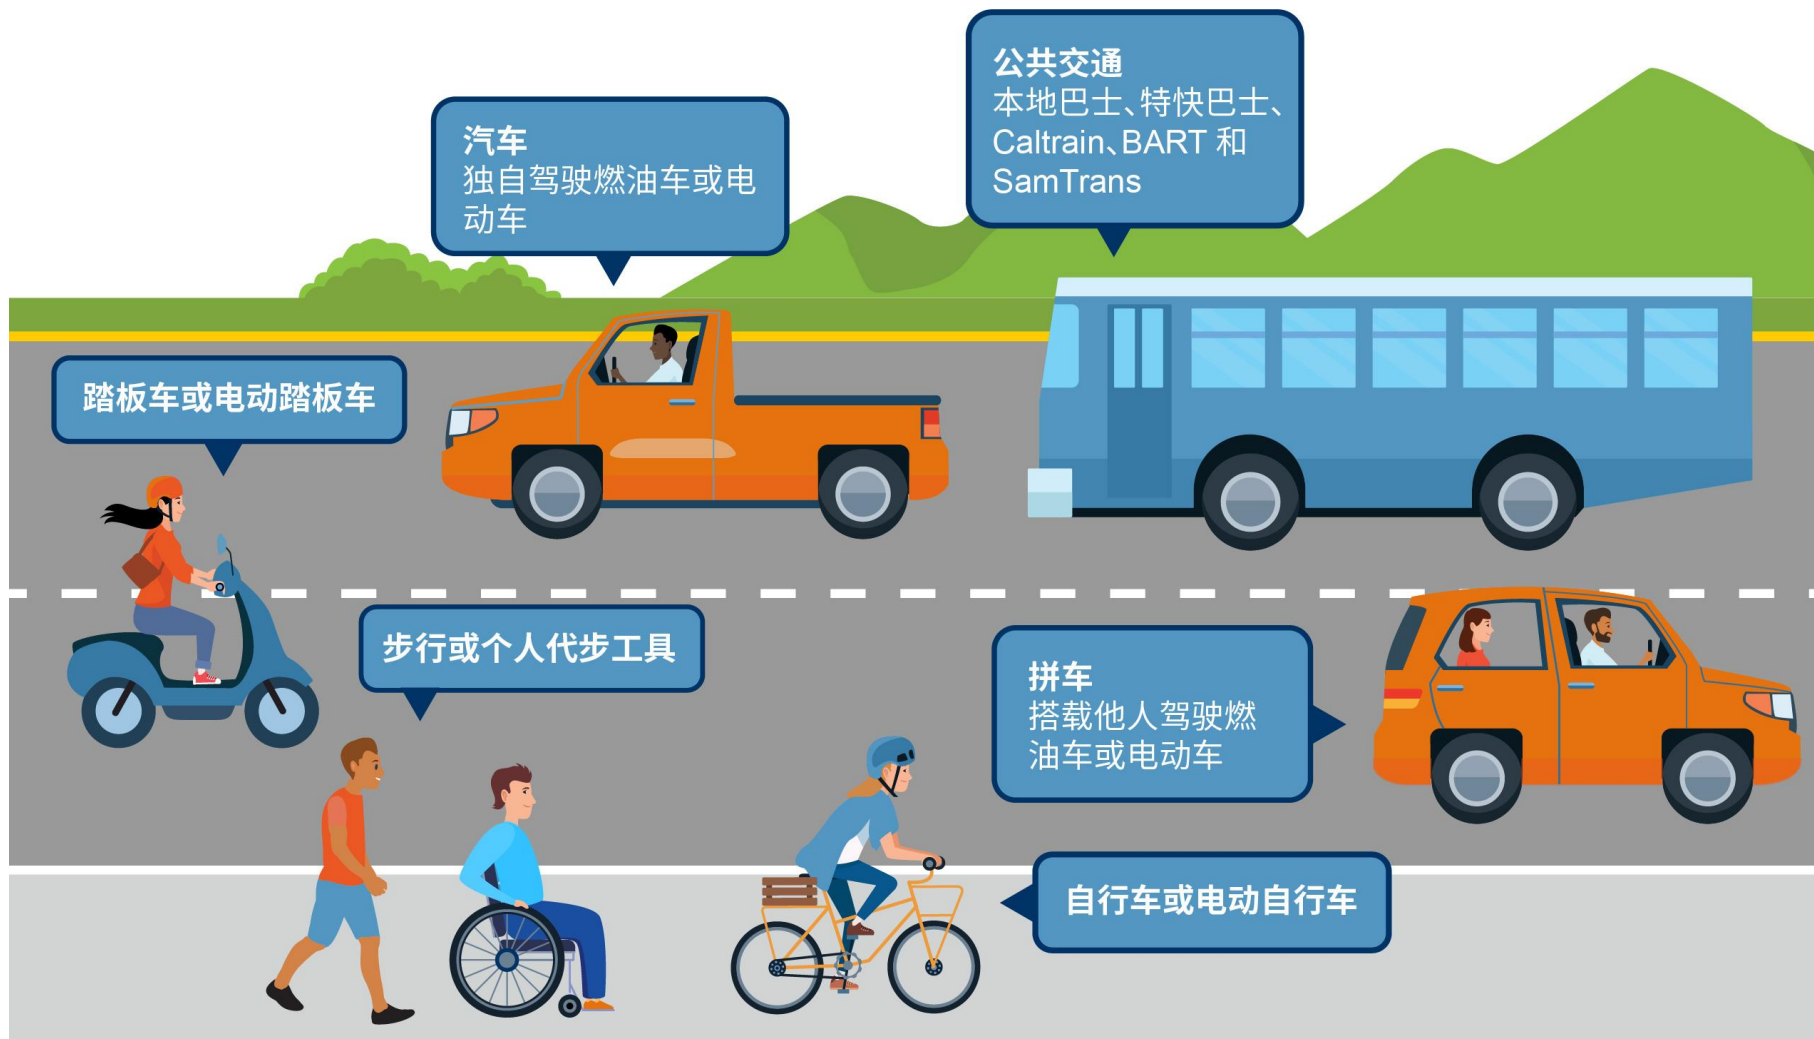 公共交通
本地巴士、特快巴士、
Caltrain、BART 和
SamTrans
汽车
独自驾驶燃油车或电
动车
踏板车或电动踏板车
步行或个人代步工具
拼车
搭载他人驾驶燃
油车或电动车
自行车或电动自行车